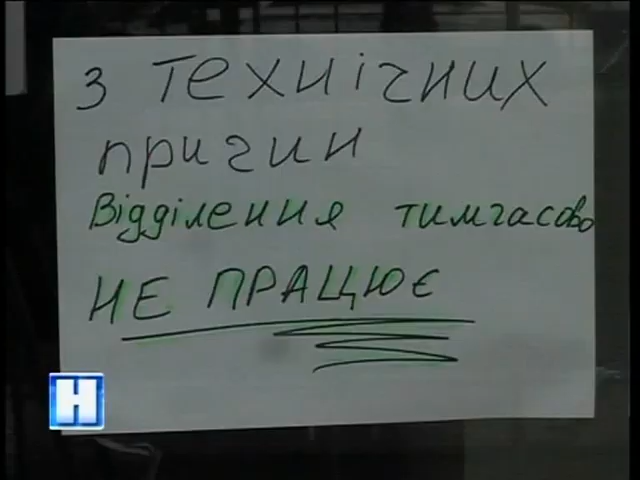 З технічних
причин
Відділення тимчасово
НЕ ПРАЦЮЄ
Н